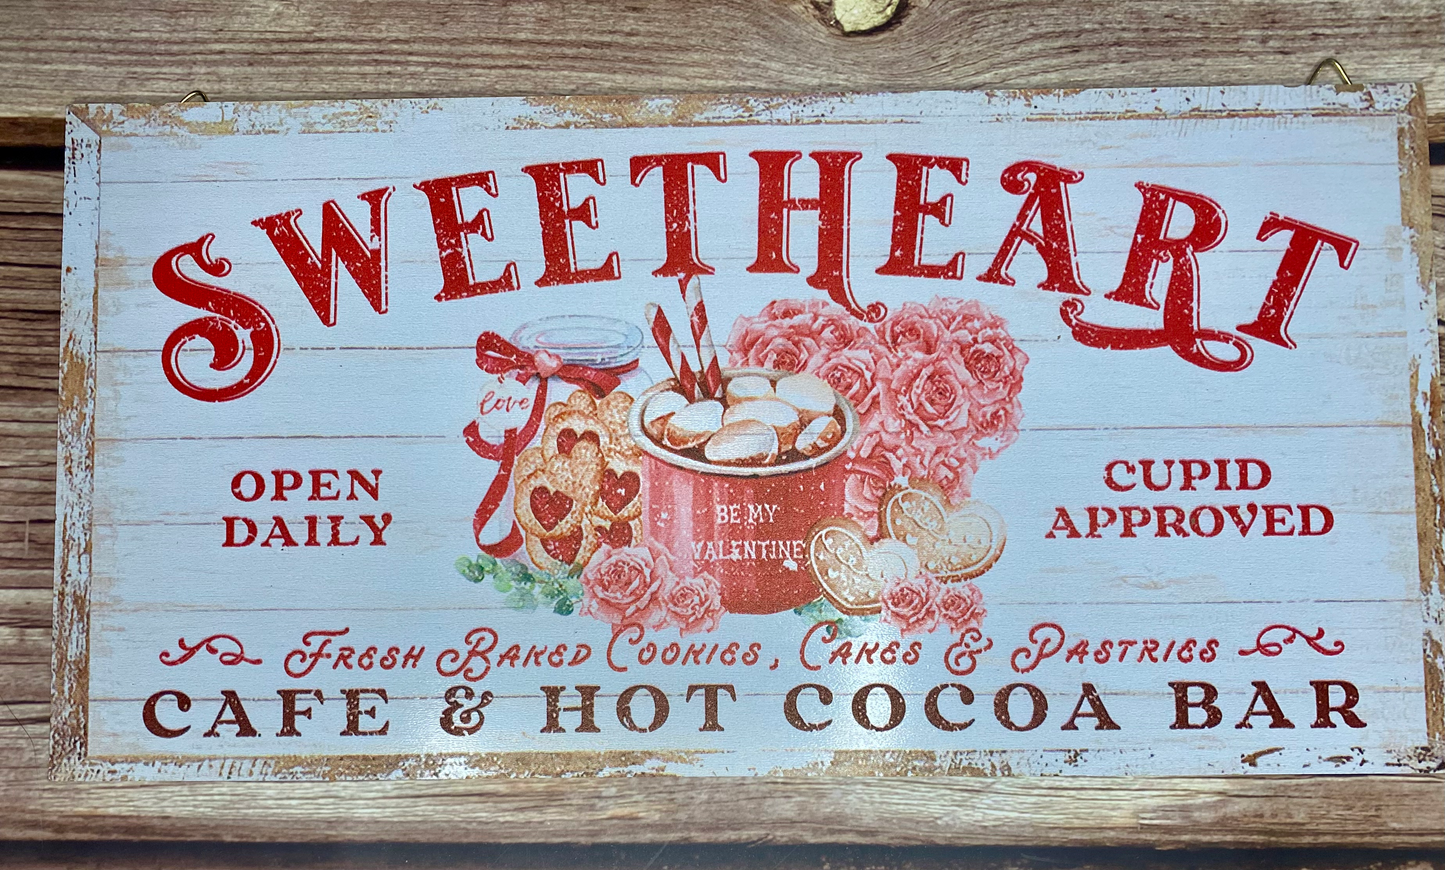 SWEETHEART
love
OPEN
DAILY
BE MY
VALENTINE
CUPID
APPROVED
FRESH BAKED COOKIES, CAKES & PASTRIES
CAFE & HOT COCOA BAR